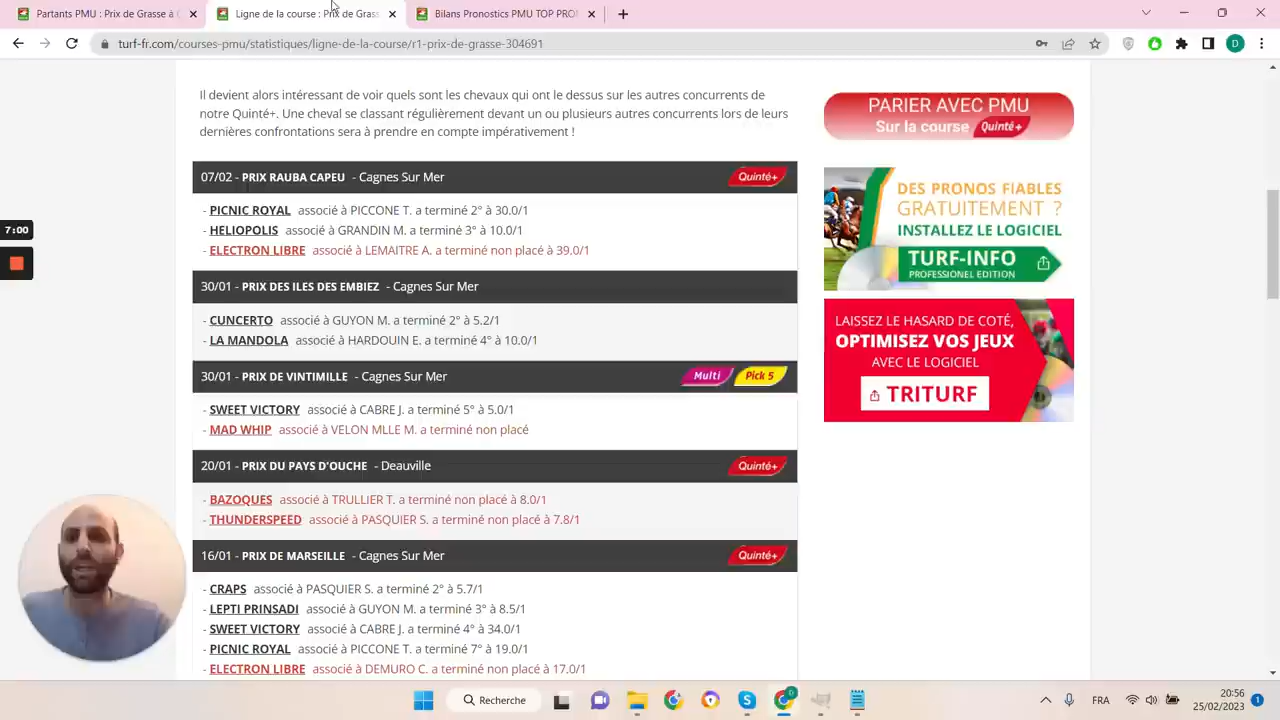 Partants PMU : Prix de Grasse à C
Ligne de la course : Prix de Grass
Bilans Pronostics PMU TOP PRO
turf-fr.com/courses-pmu/statistiques/ligne-de-la-course/r1-prix-de-grasse-304691
D
Il devient alors intéressant de voir quels sont les chevaux qui ont le dessus sur les autres concurrents de
notre Quinté+. Une cheval se classant régulièrement devant un ou plusieurs autres concurrents lors de leurs
dernières confrontations sera à prendre en compte impérativement !
PARIER AVEC PMU
Sur la course Quinté+
07/02 - PRIX RAUBA CAPEU - Cagnes Sur Mer Quinté+
- PICNIC ROYAL associé à PICCONE T. a terminé 2° à 30.0/1
- HELIOPOLIS associé à GRANDIN M. a terminé 3° à 10.0/1
- ELECTRON LIBRE associé à LEMAITRE A. a terminé non placé à 39.0/1
DES PRONOS FIABLES
GRATUITEMENT ?
INSTALLEZ LE LOGICIEL
TURF-INFO
PROFESSIONEL EDITION
7:00
30/01 - PRIX DES ILES DES EMBIEZ - Cagnes Sur Mer
- CUNCERTO associé à GUYON M. a terminé 2° à 5.2/1
- LA MANDOLA associé à HARDOUIN E. a terminé 4° à 10.0/1
LAISSEZ LE HASARD DE COTÉ,
OPTIMISEZ VOS JEUX
AVEC LE LOGICIEL
TRITURF
30/01 - PRIX DE VINTIMILLE - Cagnes Sur Mer Multi Pick 5
- SWEET VICTORY associé à CABRE J. a terminé 5° à 5.0/1
- MAD WHIP associé à VELON MLLE M. a terminé non placé
20/01 - PRIX DU PAYS D'OUCHE - Deauville Quinté+
- BAZOQUES associé à TRULLIER T. a terminé non placé à 8.0/1
- THUNDERSPEED associé à PASQUIER S. a terminé non placé à 7.8/1
16/01 - PRIX DE MARSEILLE - Cagnes Sur Mer Quinté+
- CRAPS associé à PASQUIER S. a terminé 2° à 5.7/1
- LEPTI PRINSADI associé à GUYON M. a terminé 3° à 8.5/1
- SWEET VICTORY associé à CABRE J. a terminé 4° à 34.0/1
- PICNIC ROYAL associé à PICCONE T. a terminé 7° à 19.0/1
- ELECTRON LIBRE associé à DEMURO C. a terminé non placé à 17.0/1
Recherche
FRA
20:56
25/02/2023
1